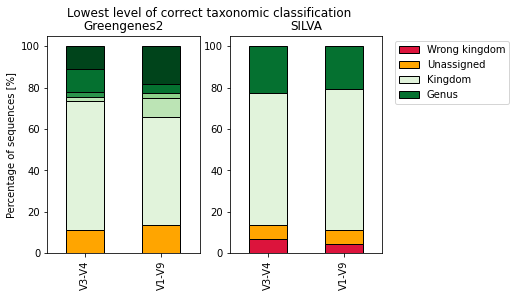 Lowest level of correct taxonomic classification
Greengenes2
SILVA
Percentage of sequences [%]
100
80
60
40
20
0
V3-V4
V1-V9
100
80
60
40
20
0
V3-V4
V1-V9
Wrong kingdom
Unassigned
Kingdom
Genus